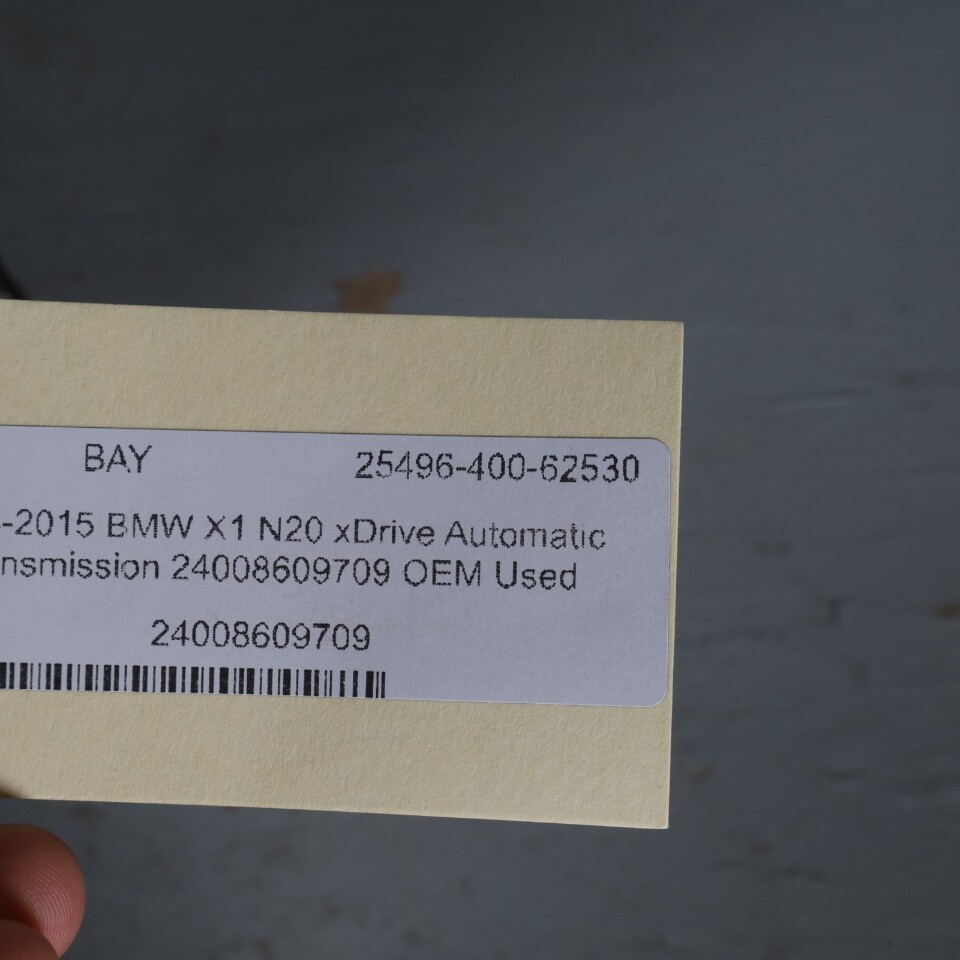 BAY 25496-400-62530
-2015 BMW X1 N20 xDrive Automatic
nsmission 24008609709 OEM Used
24008609709